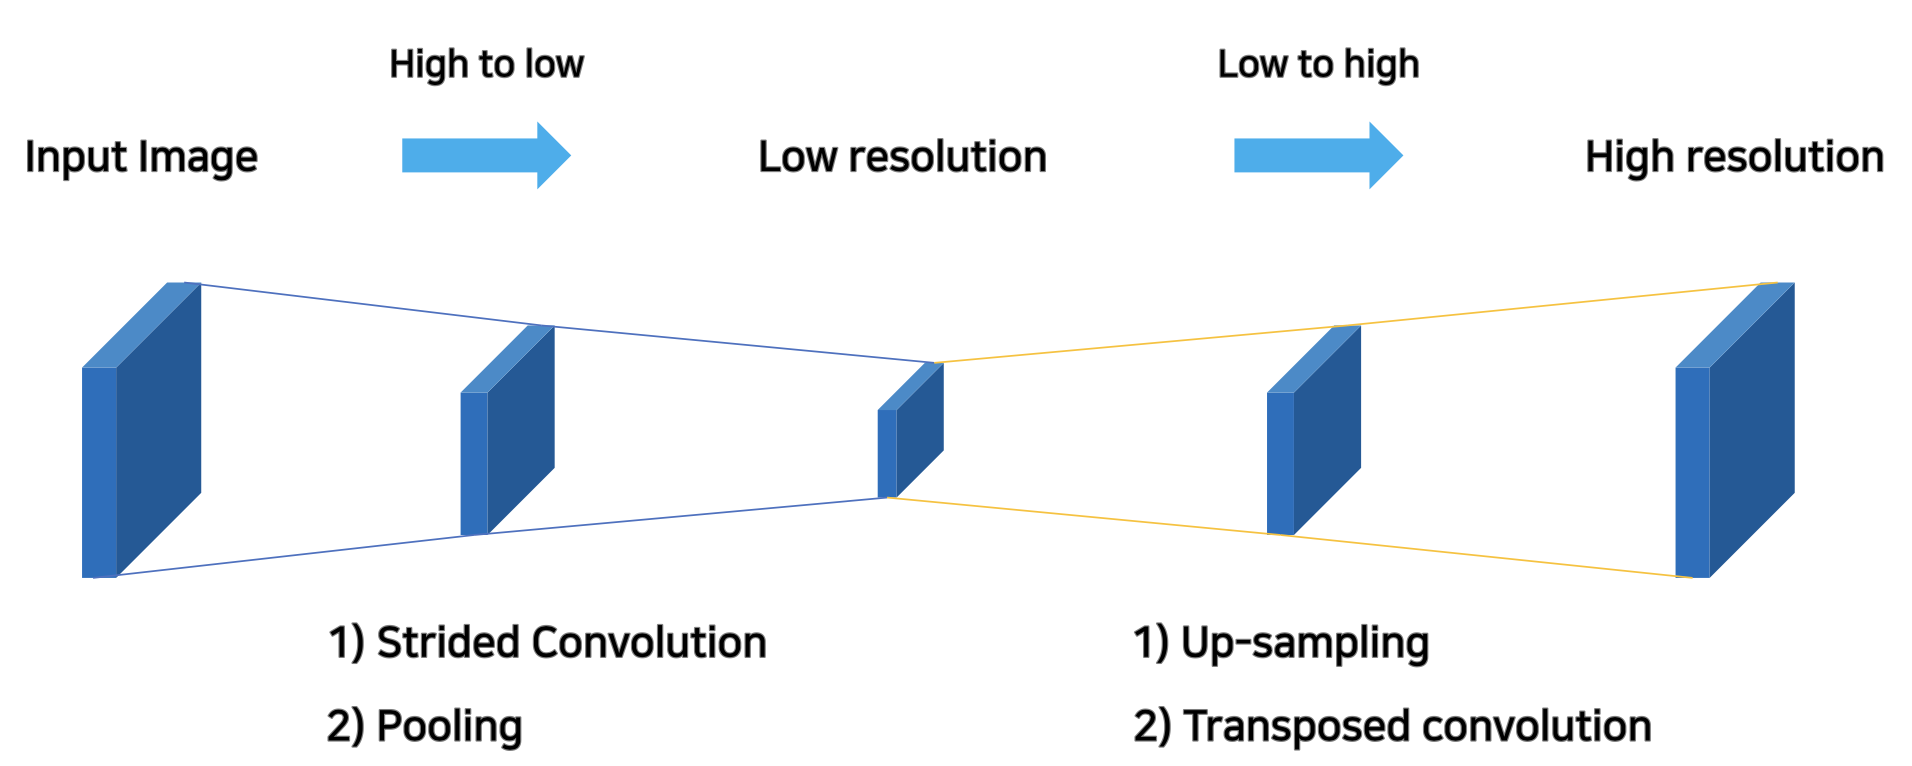 High to low
Low to high
Input Image
Low resolution
High resolution
1) Strided Convolution
2) Pooling
1) Up-sampling
2) Transposed convolution